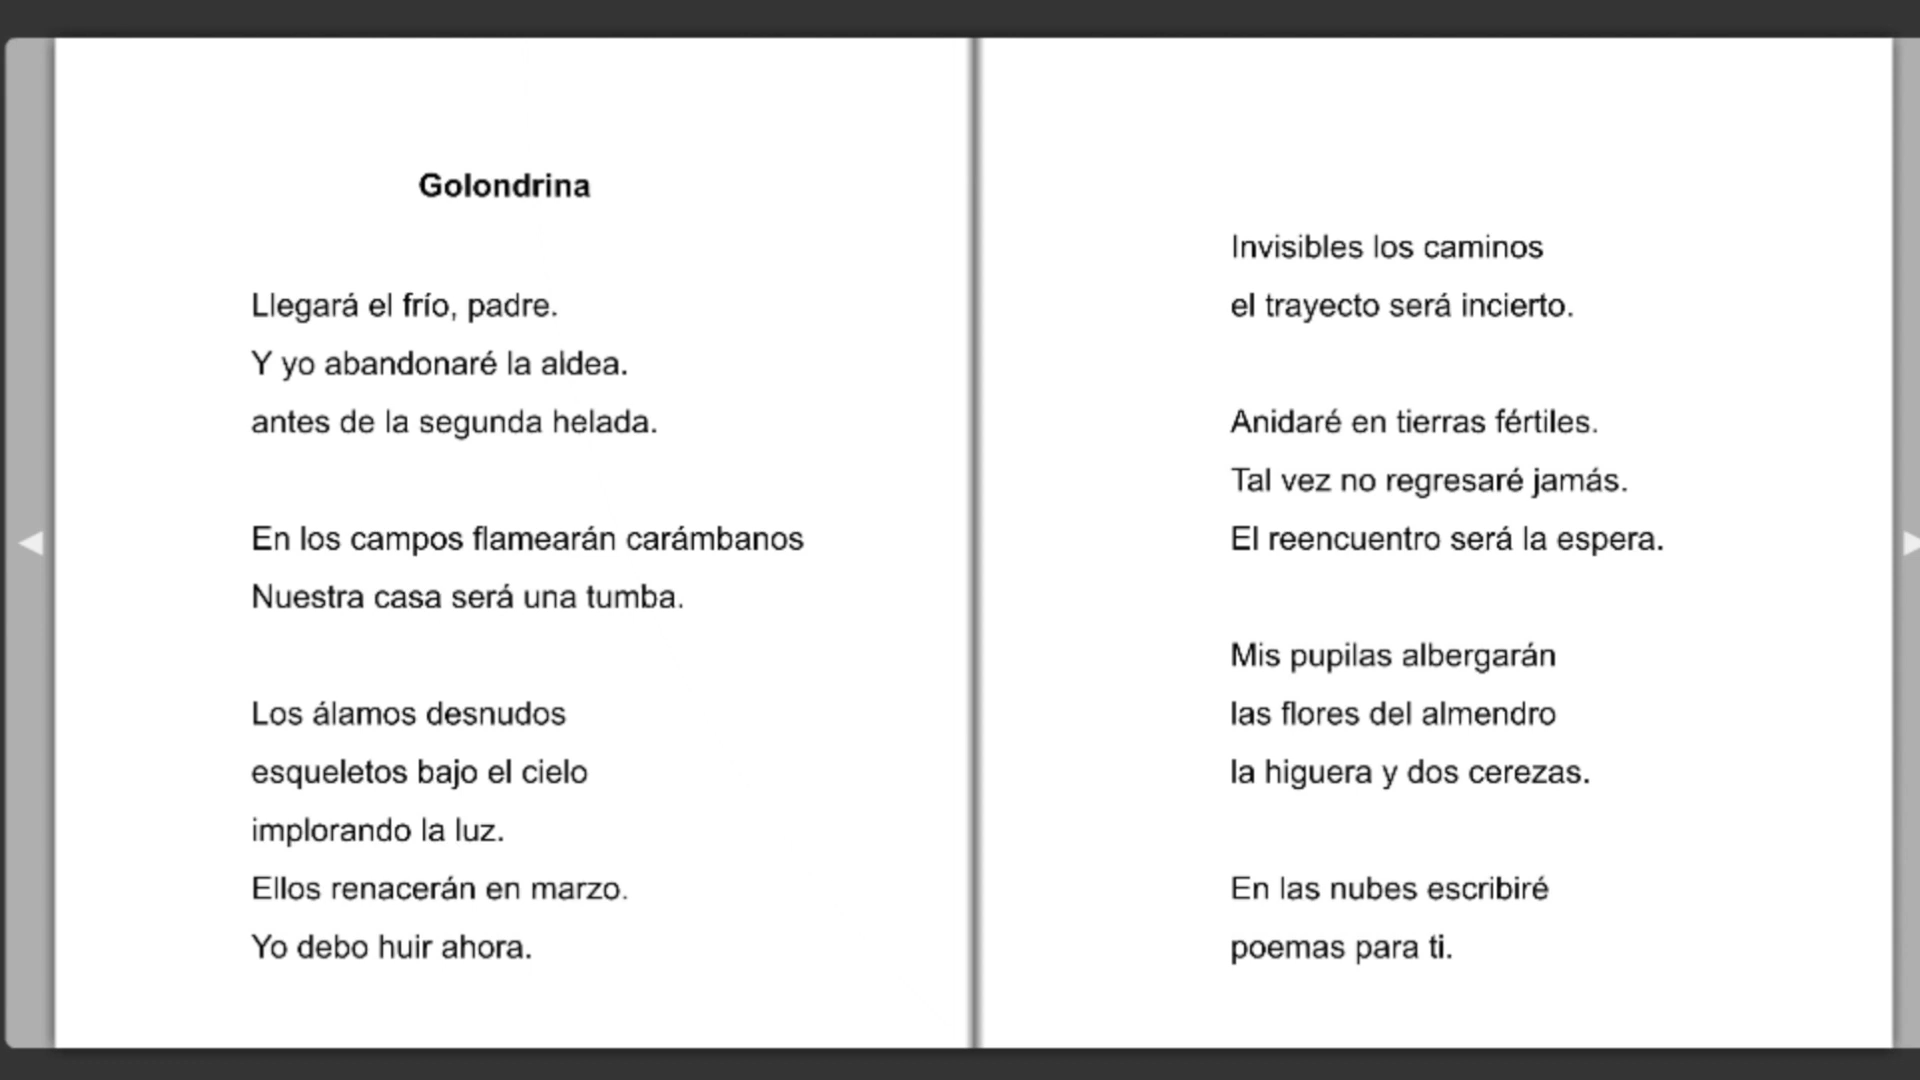 Golondrina
Llegará el frío, padre.
Y yo abandonaré la aldea.
antes de la segunda helada.
En los campos flamearán carámbanos
Nuestra casa será una tumba.
Los álamos desnudos
esqueletos bajo el cielo
implorando la luz.
Ellos renacerán en marzo.
Yo debo huir ahora.
Invisibles los caminos
el trayecto será incierto.
Anidaré en tierras fértiles.
Tal vez no regresaré jamás.
El reencuentro será la espera.
Mis pupilas albergarán
las flores del almendro
la higuera y dos cerezas.
En las nubes escribiré
poemas para ti.